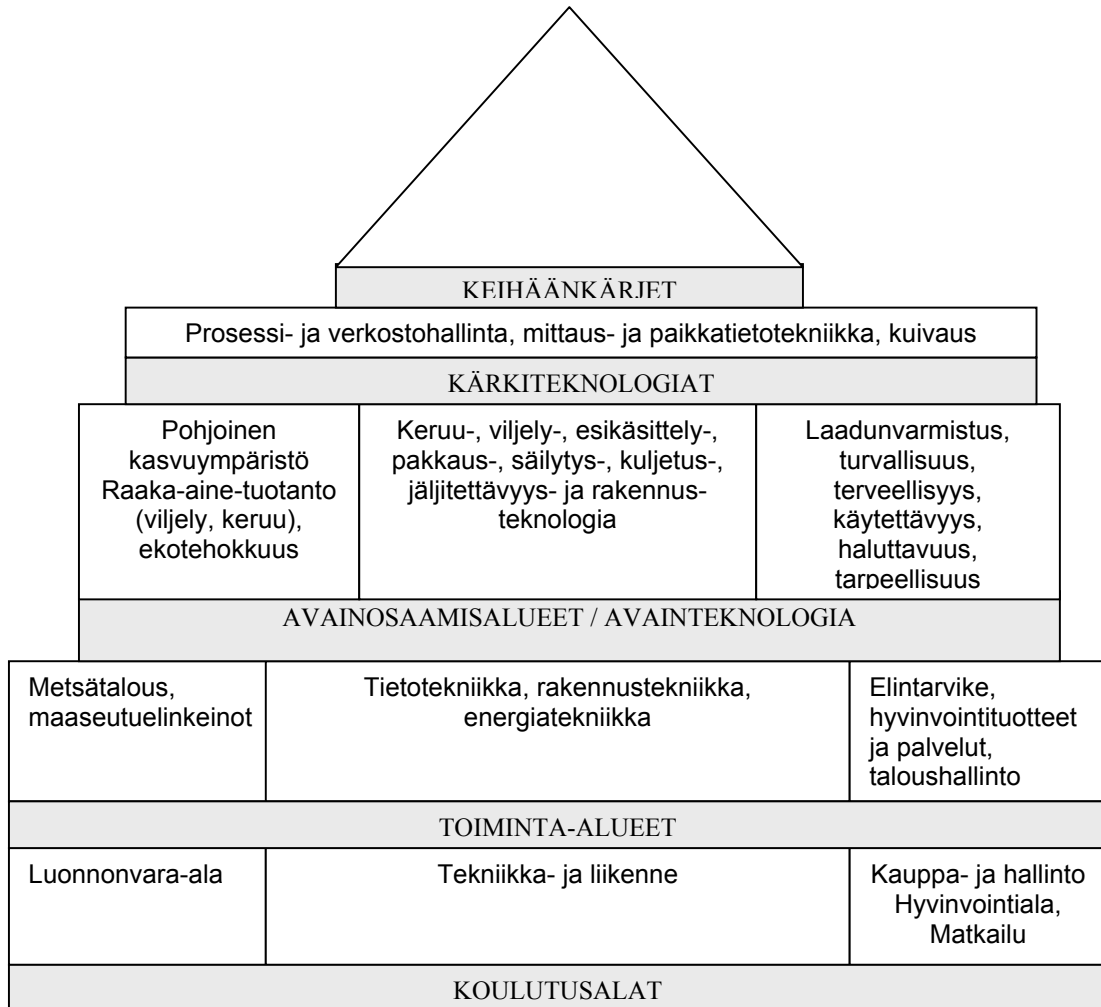 KEIHÄÄNKÄRJET
Prosessi- ja verkostohallinta, mittaus- ja paikkatietotekniikka, kuivaus
KÄRKITEKNOLOGIAT
Pohjoinen
kasvuympäristö
Raaka-aine-tuotanto
(viljely, keruu),
ekotehokkuus
Keruu-, viljely-, esikäsittely-,
pakkaus-, säilytys-, kuljetus-,
jäljitettävyys- ja rakennus-
teknologia
Laadunvarmistus,
turvallisuus,
terveellisyys,
käytettävyys,
haluttavuus,
tarpeellisuus
AVAINOSAAMISALUEET / AVAINTEKNOLOGIA
Metsätalous,
maaseutuelinkeinot
Tietotekniikka, rakennustekniikka,
energiatekniikka
Elintarvike,
hyvinvointituotteet
ja palvelut,
taloushallinto
TOIMINTA-ALUEET
Luonnonvara-ala
Tekniikka- ja liikenne
Kauppa- ja hallinto
Hyvinvointiala,
Matkailu
KOULUTUSALAT